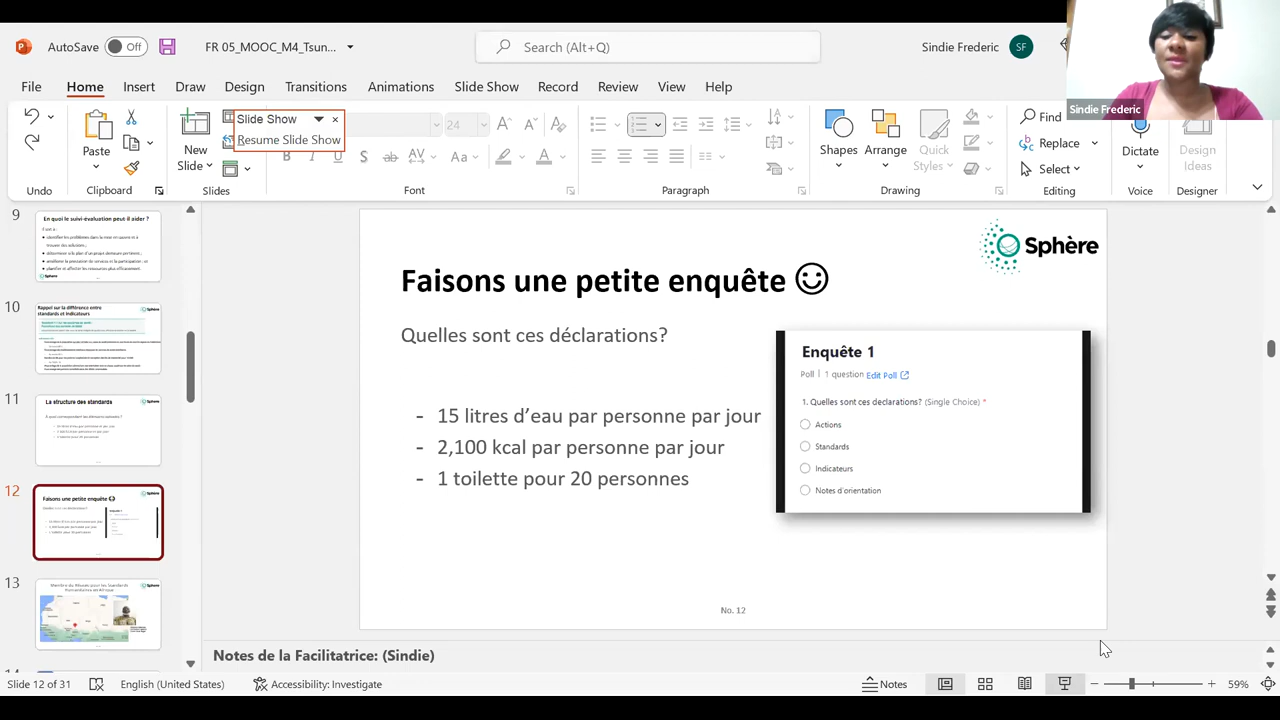 AutoSave
Off
FR 05_MOOC_M4_Tsun...
Search (Alt+Q)
Sindie Frederic
SF
File
Home
Insert
Draw
Design
Transitions
Animations
Slide Show
Record
Review
View
Help
Sindie Frederic
Slide Show
Resume Slide Show
Paste
New
Slide
24
Shapes
Arrange
Quick
Styles
Find
Replace
Select
Dictate
Design
Ideas
Undo
Clipboard
Slides
Font
Paragraph
Drawing
Editing
Voice
Designer
9
En quoi le suivi-évaluation peut-il aider ?
10
Rappel sur la différence entre
standards et indicateurs
11
La structure des standards
12
Faisons une petite enquête
13
Sphère
Faisons une petite enquête ☺
Quelles sont ces déclarations?
- 15 litres d'eau par personne par jour
- 2,100 kcal par personne par jour
- 1 toilette pour 20 personnes
Enquête 1
Poll | 1 question Edit Poll
1. Quelles sont ces declarations? (Single Choice) *
Actions
Standards
Indicateurs
Notes d'orientation
No. 12
Notes de la Facilitatrice: (Sindie)
Slide 12 of 31
English (United States)
Accessibility: Investigate
Notes
59%